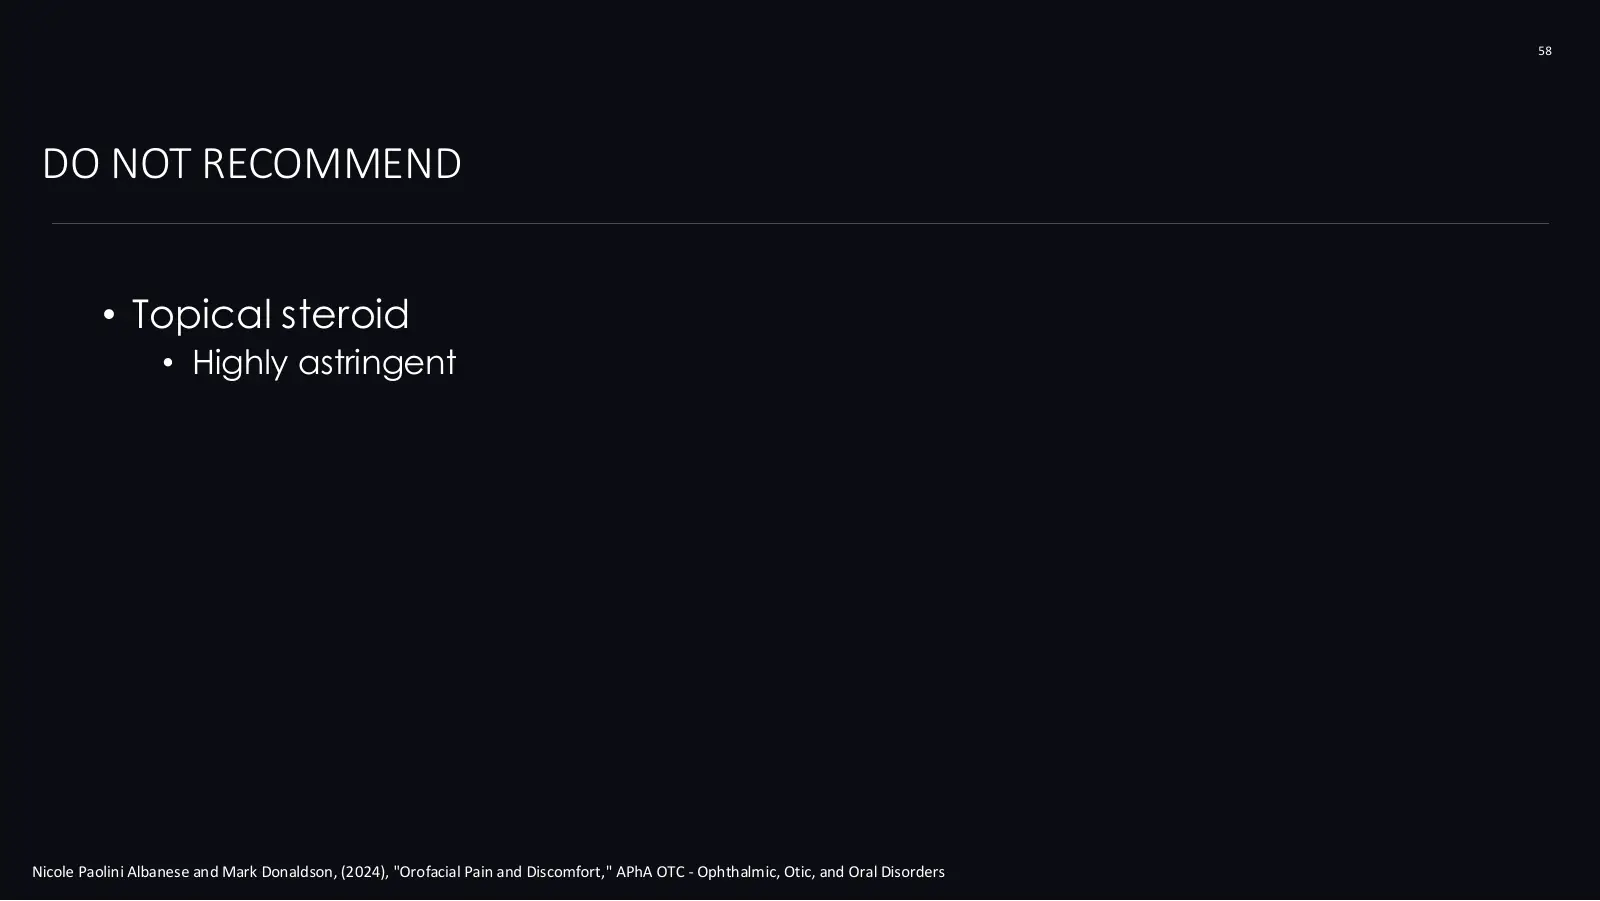 58
DO NOT RECOMMEND
• Topical steroid
• Highly astringent
Nicole Paolini Albanese and Mark Donaldson, (2024), "Orofacial Pain and Discomfort," APhA OTC - Ophthalmic, Otic, and Oral Disorders